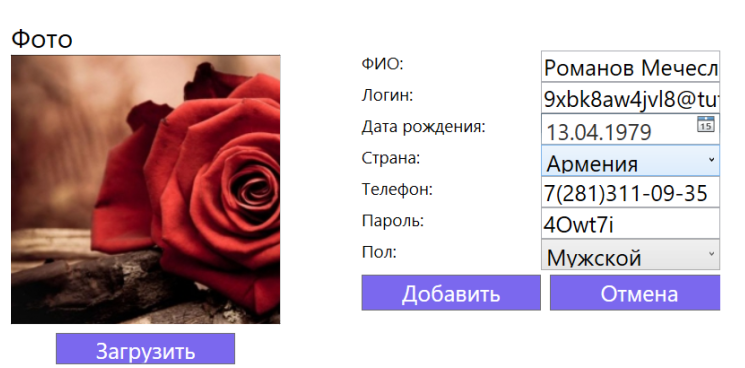 Фото
ФИО: Романов Мечесл
Логин: 9xbk8aw4jvl8@tu
Дата рождения: 13.04.1979 15
Страна: Армения
Телефон: 7(281)311-09-35
Пароль: 4Owt7i
Пол: Мужской
Добавить Отмена
Загрузить